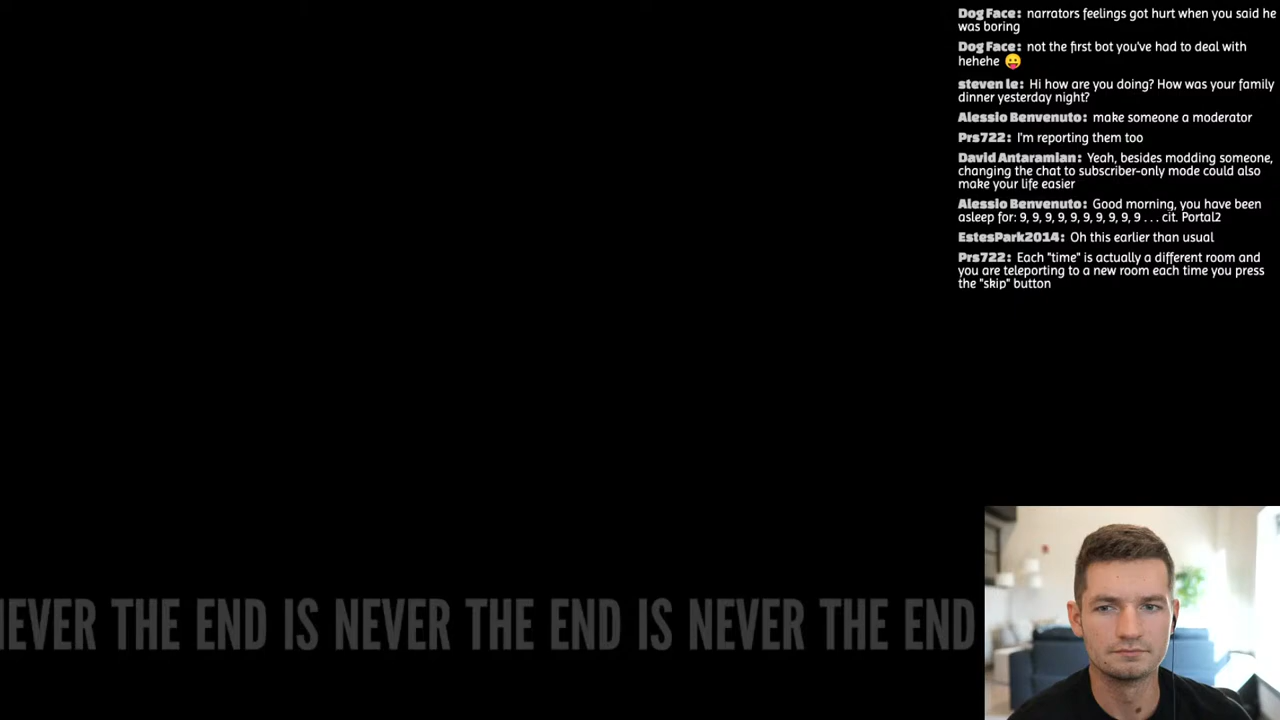 Dog Face: narrators feelings got hurt when you said he
was boring
Dog Face: not the first bot you've had to deal with
hehehe 😛
steven le: Hi how are you doing? How was your family
dinner yesterday night?
Alessio Benvenuto: make someone a moderator
Prs722: I'm reporting them too
David Antaramian: Yeah, besides modding someone,
changing the chat to subscriber-only mode could also
make your life easier
Alessio Benvenuto: Good morning, you have been
asleep for: 9, 9, 9, 9, 9, 9, 9, 9, 9, 9 . . . cit. Portal2
EstesPark2014: Oh this earlier than usual
Prs722: Each "time" is actually a different room and
you are teleporting to a new room each time you press
the "skip" button
NEVER THE END IS NEVER THE END IS NEVER THE END